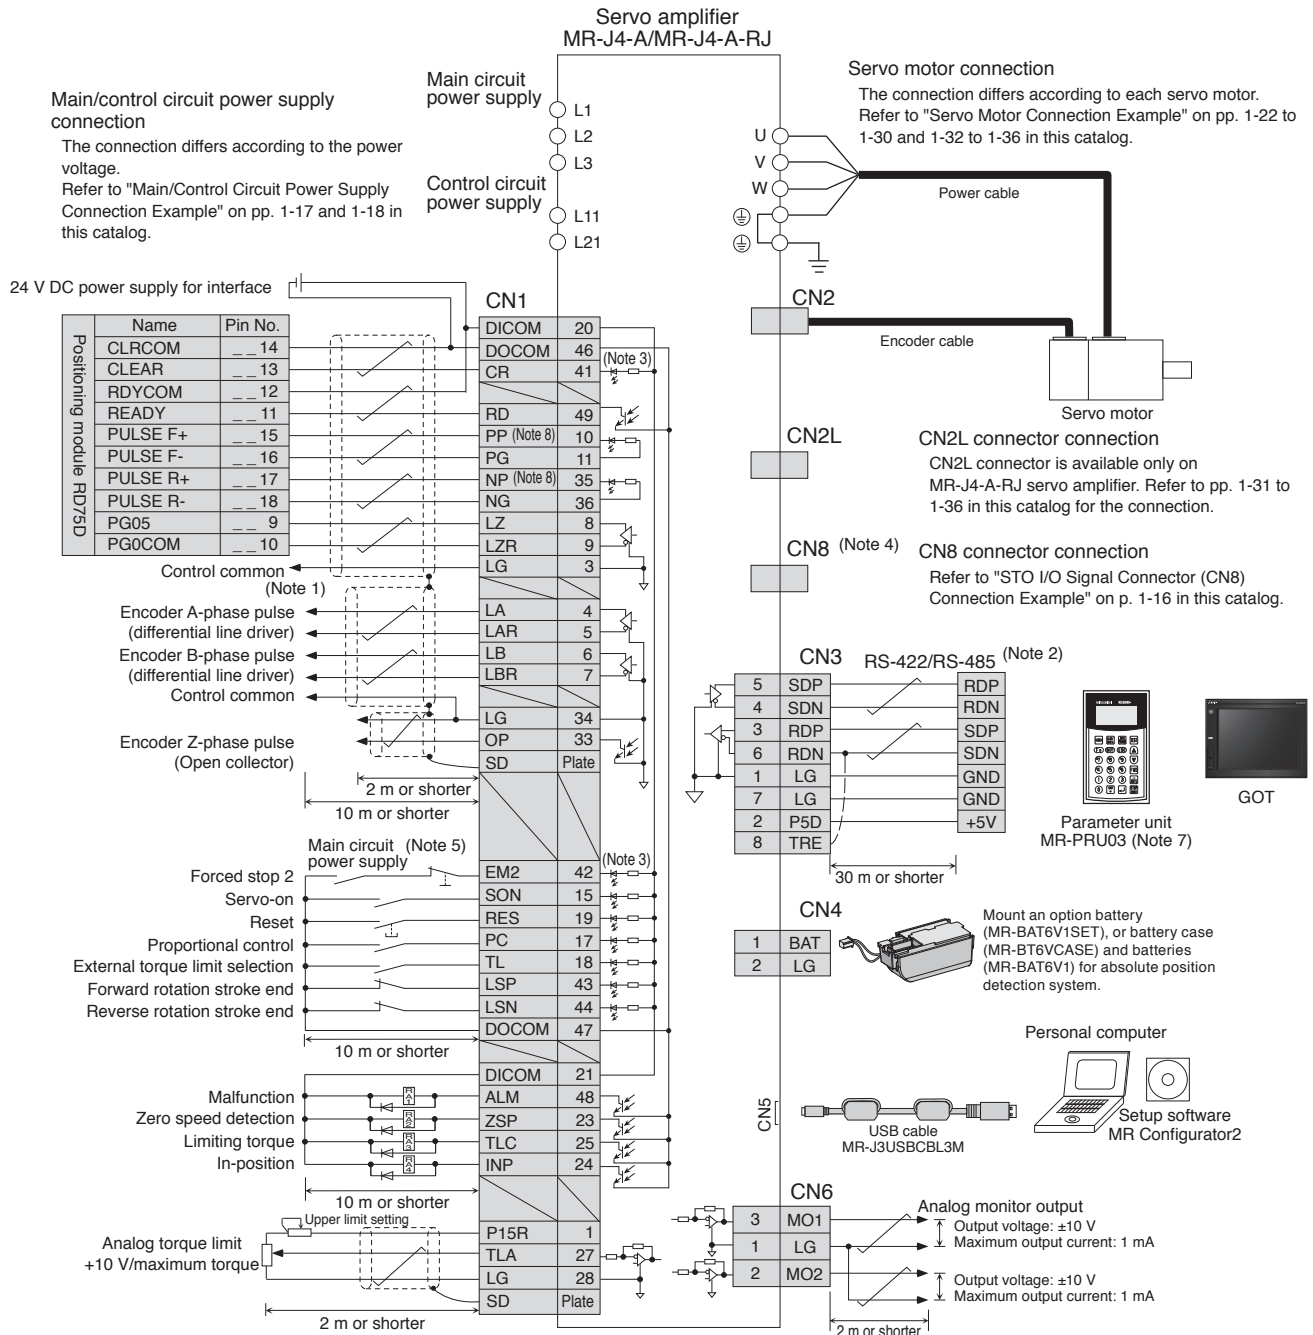 Servo amplifier
MR-J4-A/MR-J4-A-RJ
Main/control circuit power supply
connection
The connection differs according to the power
voltage.
Refer to "Main/Control Circuit Power Supply
Connection Example" on pp. 1-17 and 1-18 in
this catalog.
Main circuit
power supply
L1
L2
L3
Control circuit
power supply
L11
L21
U
V
W
Servo motor connection
The connection differs according to each servo motor.
Refer to "Servo Motor Connection Example" on pp. 1-22 to
1-30 and 1-32 to 1-36 in this catalog.
Power cable
CN2
Encoder cable
Servo motor
24 V DC power supply for interface
Positioning module RD75D
Name Pin No.
CLRCOM _ _ 14
CLEAR _ _ 13
RDYCOM _ _ 12
READY _ _ 11
PULSE F+ _ _ 15
PULSE F- _ _ 16
PULSE R+ _ _ 17
PULSE R- _ _ 18
PG05 _ _ 9
PG0COM _ _ 10
Control common
(Note 1)
Encoder A-phase pulse
(differential line driver)
Encoder B-phase pulse
(differential line driver)
Control common
Encoder Z-phase pulse
(Open collector)
2 m or shorter
10 m or shorter
CN1
DICOM 20
DOCOM 46
(Note 3)
CR 41
RD 49
PP (Note 8) 10
PG 11
NP (Note 8) 35
NG 36
LZ 8
LZR 9
LG 3
LA 4
LAR 5
LB 6
LBR 7
LG 34
OP 33
SD Plate
Main circuit
power supply
(Note 5)
(Note 3)
Forced stop 2
EM2 42
Servo-on
SON 15
Reset
RES 19
Proportional control
PC 17
External torque limit selection
TL 18
Forward rotation stroke end
LSP 43
Reverse rotation stroke end
LSN 44
DOCOM 47
10 m or shorter
DICOM 21
Malfunction
RA1
ALM 48
Zero speed detection
RA2
ZSP 23
Limiting torque
RA3
TLC 25
In-position
RA4
INP 24
10 m or shorter
Upper limit setting
Analog torque limit
+10 V/maximum torque
P15R 1
TLA 27
LG 28
SD Plate
2 m or shorter
CN2L
CN2L connector connection
CN2L connector is available only on
MR-J4-A-RJ servo amplifier. Refer to pp. 1-31 to
1-36 in this catalog for the connection.
CN8 (Note 4)
CN8 connector connection
Refer to "STO I/O Signal Connector (CN8)
Connection Example" on p. 1-16 in this catalog.
CN3
RS-422/RS-485 (Note 2)
5 SDP RDP
4 SDN RDN
3 RDP SDP
6 RDN SDN
1 LG GND
7 LG GND
2 P5D +5V
8 TRE
30 m or shorter
Parameter unit
MR-PRU03 (Note 7)
GOT
CN4
1 BAT
2 LG
Mount an option battery
(MR-BAT6V1SET), or battery case
(MR-BT6VCASE) and batteries
(MR-BAT6V1) for absolute position
detection system.
CN5
USB cable
MR-J3USBCBL3M
Personal computer
Setup software
MR Configurator2
CN6
3 MO1
1 LG
2 MO2
Analog monitor output
Output voltage: ±10 V
Maximum output current: 1 mA
Output voltage: ±10 V
Maximum output current: 1 mA
2 m or shorter